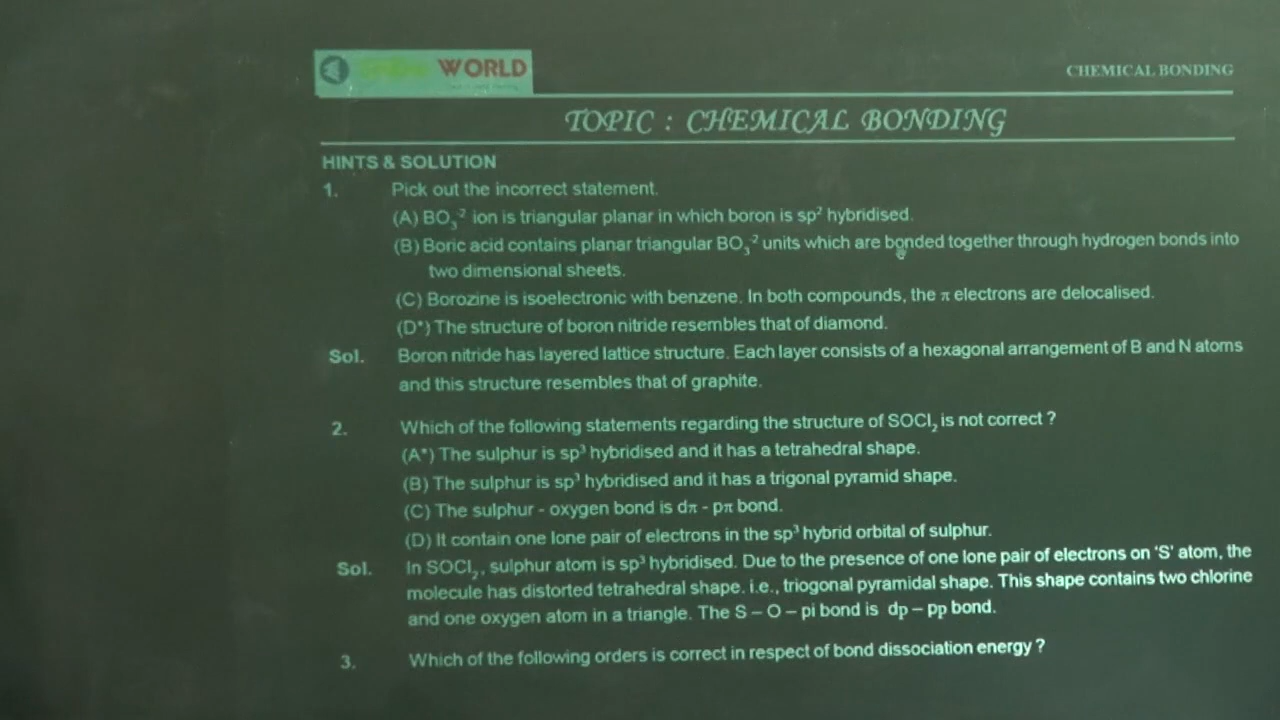 WORLD
CHEMICAL BONDING
TOPIC : CHEMICAL BONDING
HINTS & SOLUTION
1. Pick out the incorrect statement.
(A) BO₃⁻² ion is triangular planar in which boron is sp² hybridised.
(B) Boric acid contains planar triangular BO₃⁻² units which are bonded together through hydrogen bonds into
two dimensional sheets.
(C) Borozine is isoelectronic with benzene. In both compounds, the π electrons are delocalised.
(D*) The structure of boron nitride resembles that of diamond.
Sol. Boron nitride has layered lattice structure. Each layer consists of a hexagonal arrangement of B and N atoms
and this structure resembles that of graphite.
2. Which of the following statements regarding the structure of SOCl₂ is not correct ?
(A*) The sulphur is sp³ hybridised and it has a tetrahedral shape.
(B) The sulphur is sp³ hybridised and it has a trigonal pyramid shape.
(C) The sulphur - oxygen bond is dπ - pπ bond.
(D) It contain one lone pair of electrons in the sp³ hybrid orbital of sulphur.
Sol. In SOCl₂, sulphur atom is sp³ hybridised. Due to the presence of one lone pair of electrons on 'S' atom, the
molecule has distorted tetrahedral shape. i.e., triogonal pyramidal shape. This shape contains two chlorine
and one oxygen atom in a triangle. The S – O – pi bond is dp – pp bond.
3. Which of the following orders is correct in respect of bond dissociation energy ?